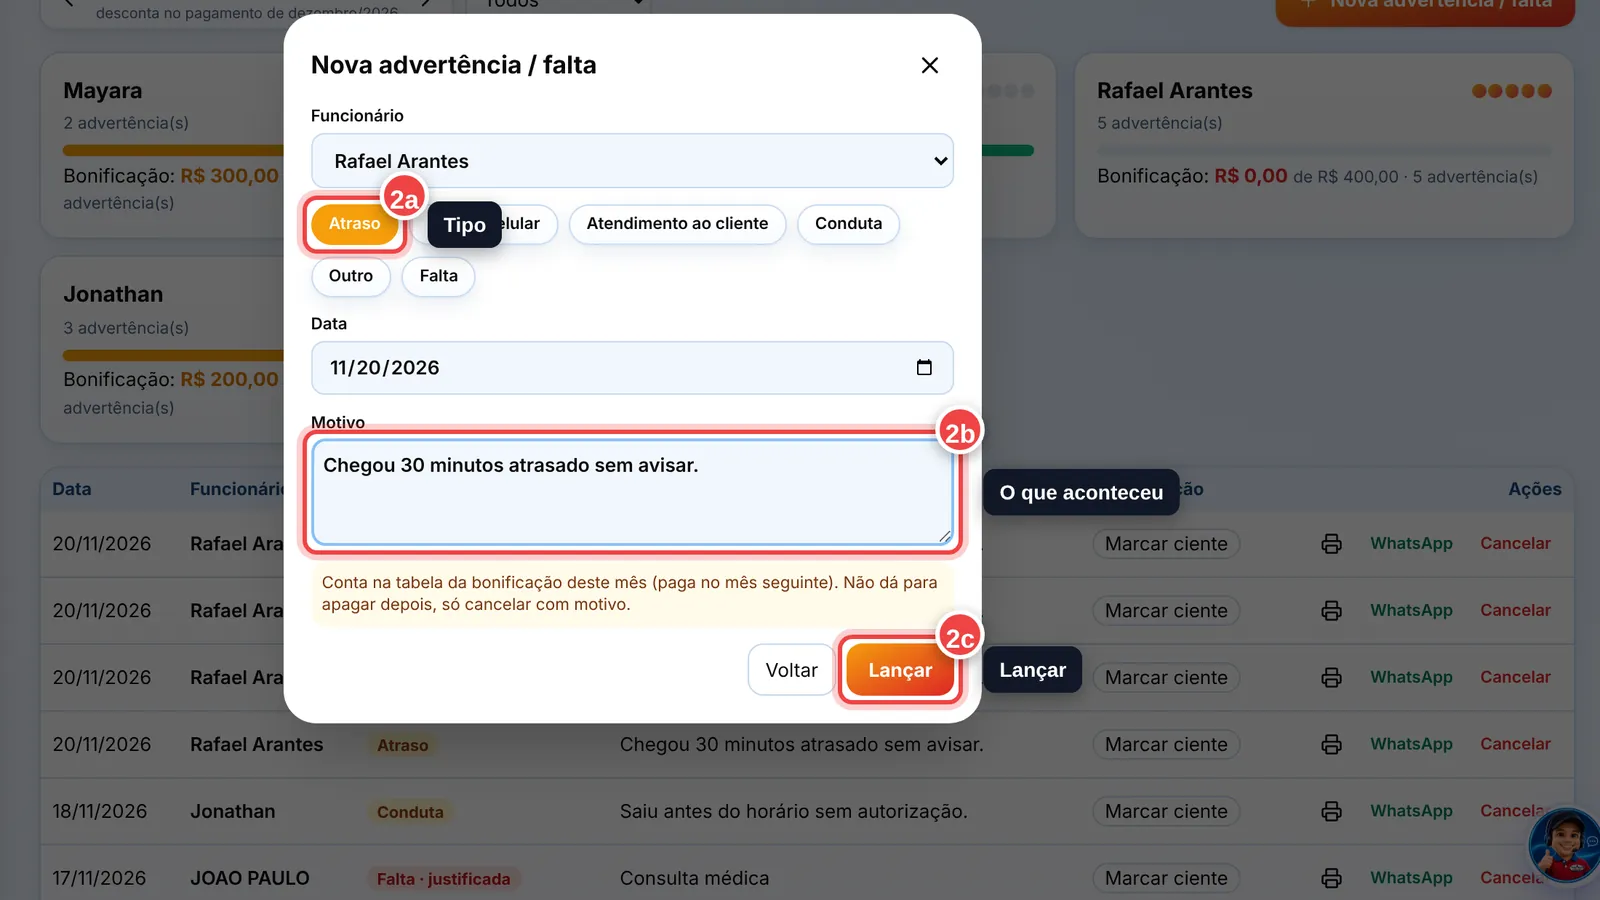 desconta no pagamento de dezembro/2026
Todos
Nova advertência / falta
Mayara
2 advertência(s)
Bonificação: R$ 300,00
advertência(s)
Rafael Arantes
5 advertência(s)
Bonificação: R$ 0,00 de R$ 400,00 · 5 advertência(s)
Jonathan
3 advertência(s)
Bonificação: R$ 200,00
advertência(s)
Nova advertência / falta
Funcionário
Rafael Arantes
2a
Atraso
Tipo
Atendimento ao cliente
Conduta
Outro
Falta
Data
11/20/2026
Motivo
2b
Chegou 30 minutos atrasado sem avisar.
O que aconteceu
Conta na tabela da bonificação deste mês (paga no mês seguinte). Não dá para
apagar depois, só cancelar com motivo.
2c
Voltar
Lançar
Lançar
Data Funcionário Ações
20/11/2026 Rafael Marcar ciente WhatsApp Cancelar
20/11/2026 Rafael Marcar ciente WhatsApp Cancelar
20/11/2026 Rafael Marcar ciente WhatsApp Cancelar
20/11/2026 Rafael Arantes Atraso Chegou 30 minutos atrasado sem avisar. Marcar ciente WhatsApp Cancelar
18/11/2026 Jonathan Conduta Saiu antes do horário sem autorização. Marcar ciente WhatsApp Cancelar
17/11/2026 JOAO PAULO Falta · justificada Consulta médica Marcar ciente WhatsApp Cancelar